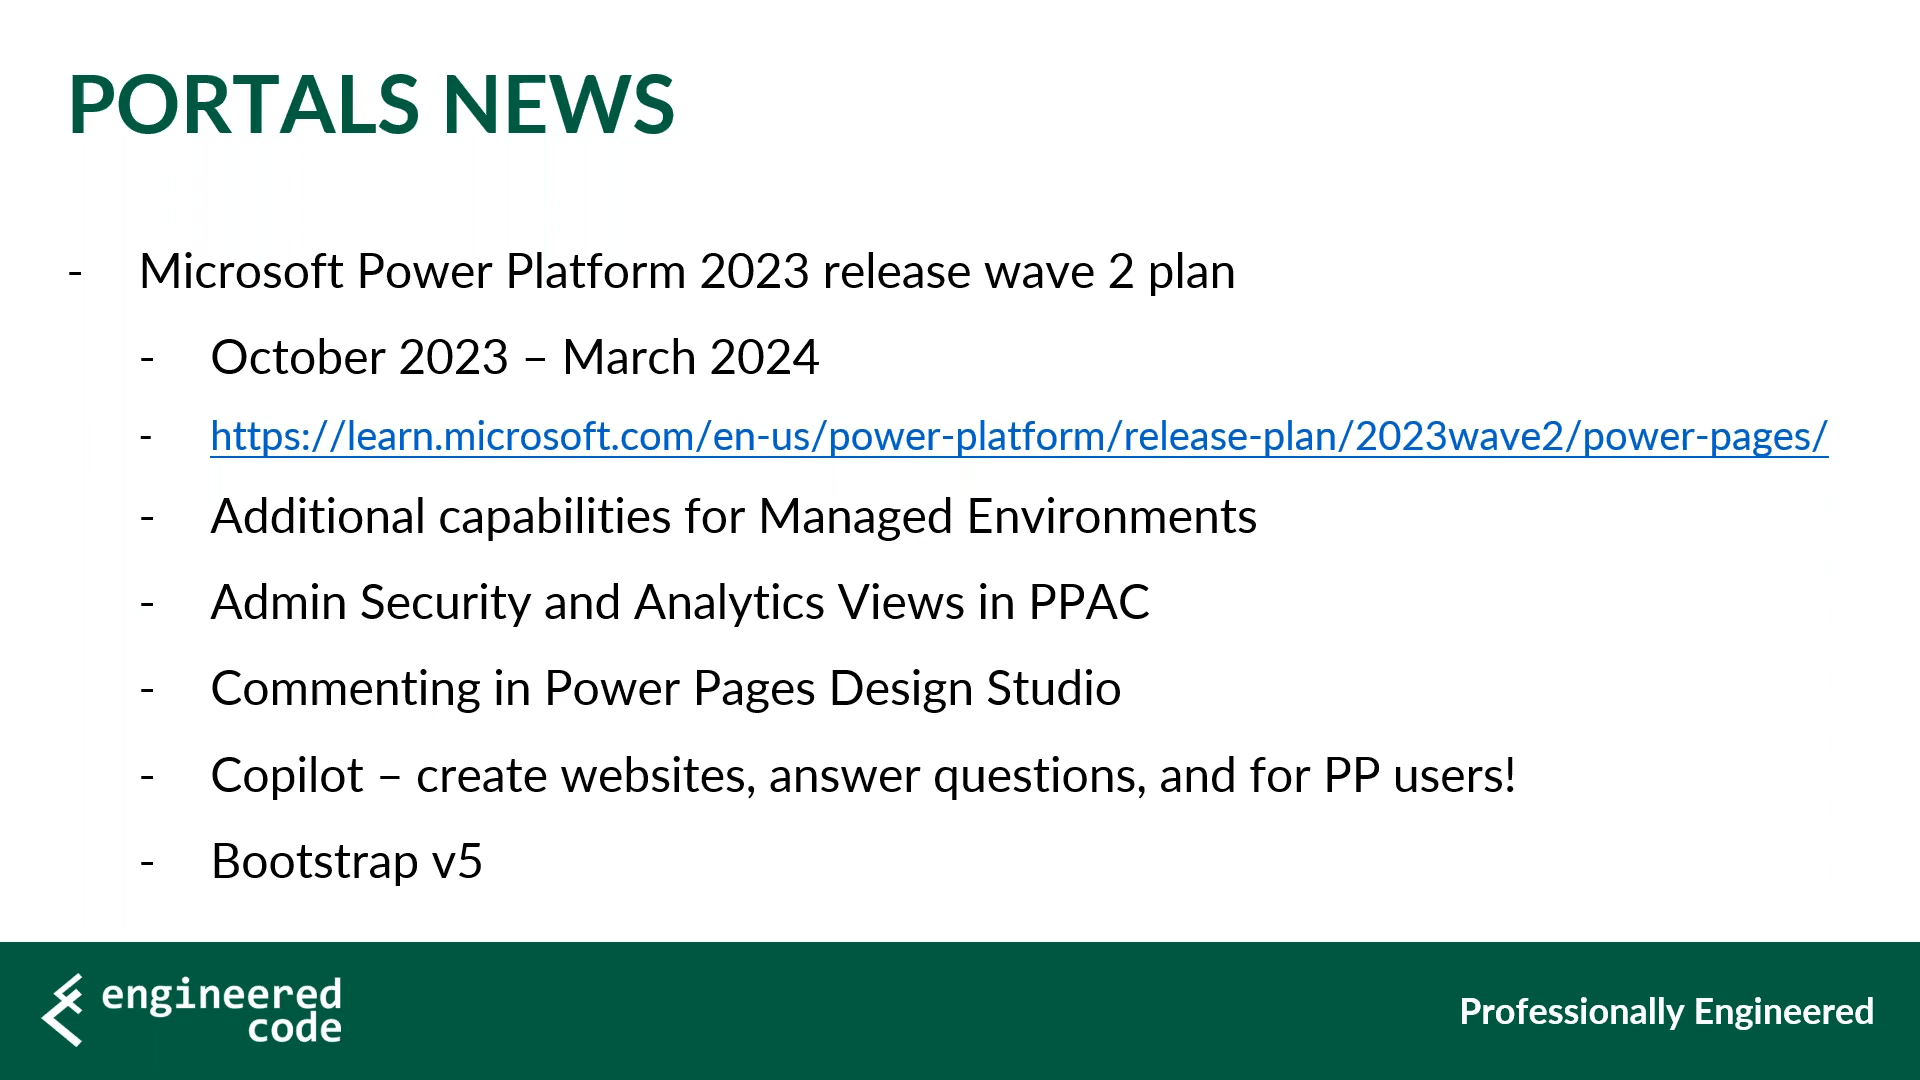 PORTALS NEWS
- Microsoft Power Platform 2023 release wave 2 plan
- October 2023 – March 2024
- https://learn.microsoft.com/en-us/power-platform/release-plan/2023wave2/power-pages/
- Additional capabilities for Managed Environments
- Admin Security and Analytics Views in PPAC
- Commenting in Power Pages Design Studio
- Copilot – create websites, answer questions, and for PP users!
- Bootstrap v5
engineered
code
Professionally Engineered